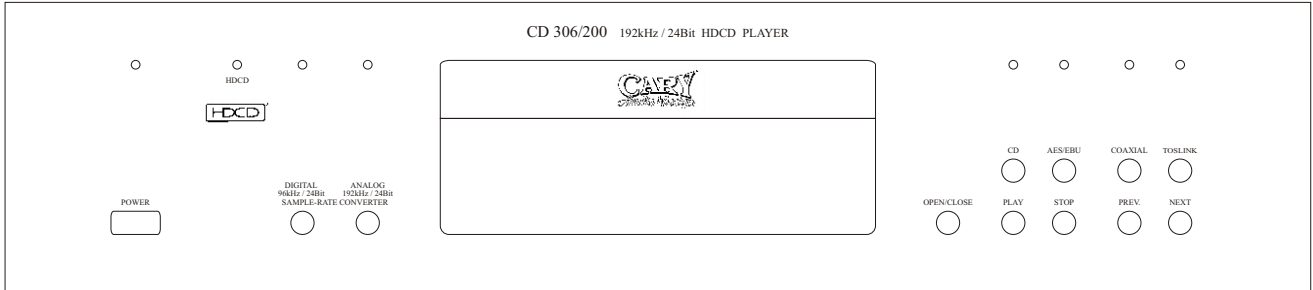 CD 306/200 192kHz / 24Bit HDCD PLAYER
HDCD
CARY
HDCD
CD AES/EBU COAXIAL TOSLINK
DIGITAL ANALOG
96kHz / 24Bit 192kHz / 24Bit
SAMPLE-RATE CONVERTER
POWER
OPEN/CLOSE PLAY STOP PREV. NEXT